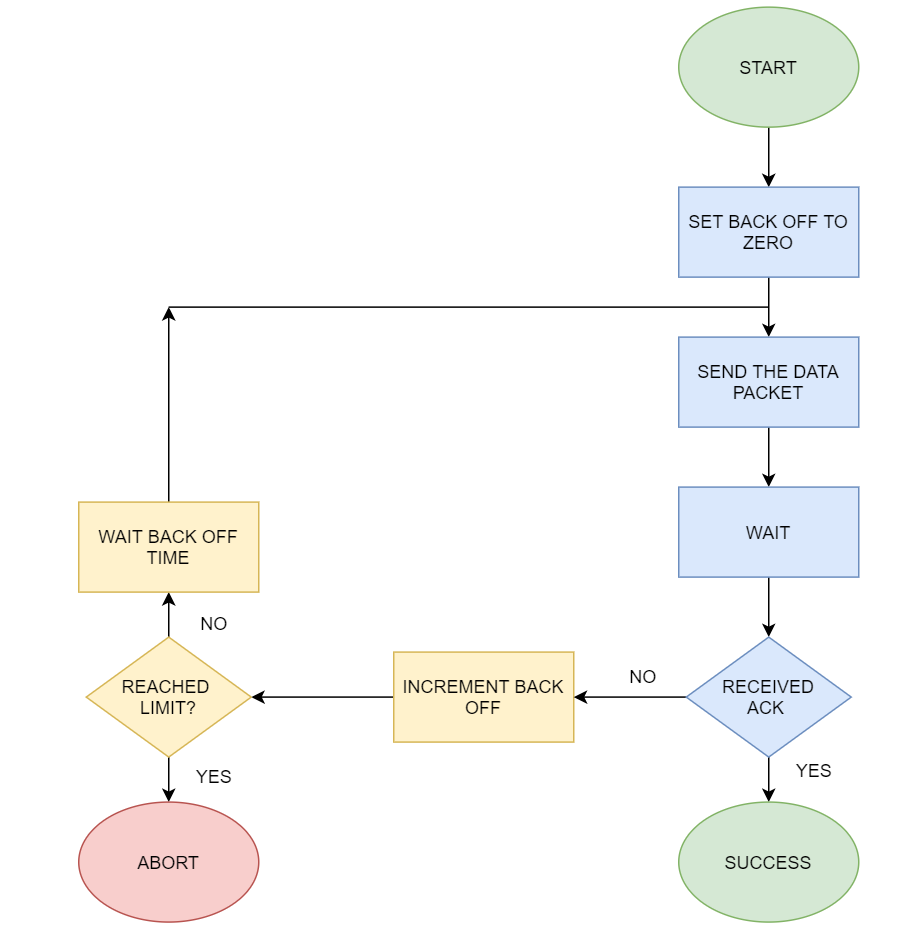 START
SET BACK OFF TO
ZERO
SEND THE DATA
PACKET
WAIT
WAIT BACK OFF
TIME
NO
REACHED
LIMIT?
INCREMENT BACK
OFF
NO
RECEIVED
ACK
YES
YES
ABORT
SUCCESS